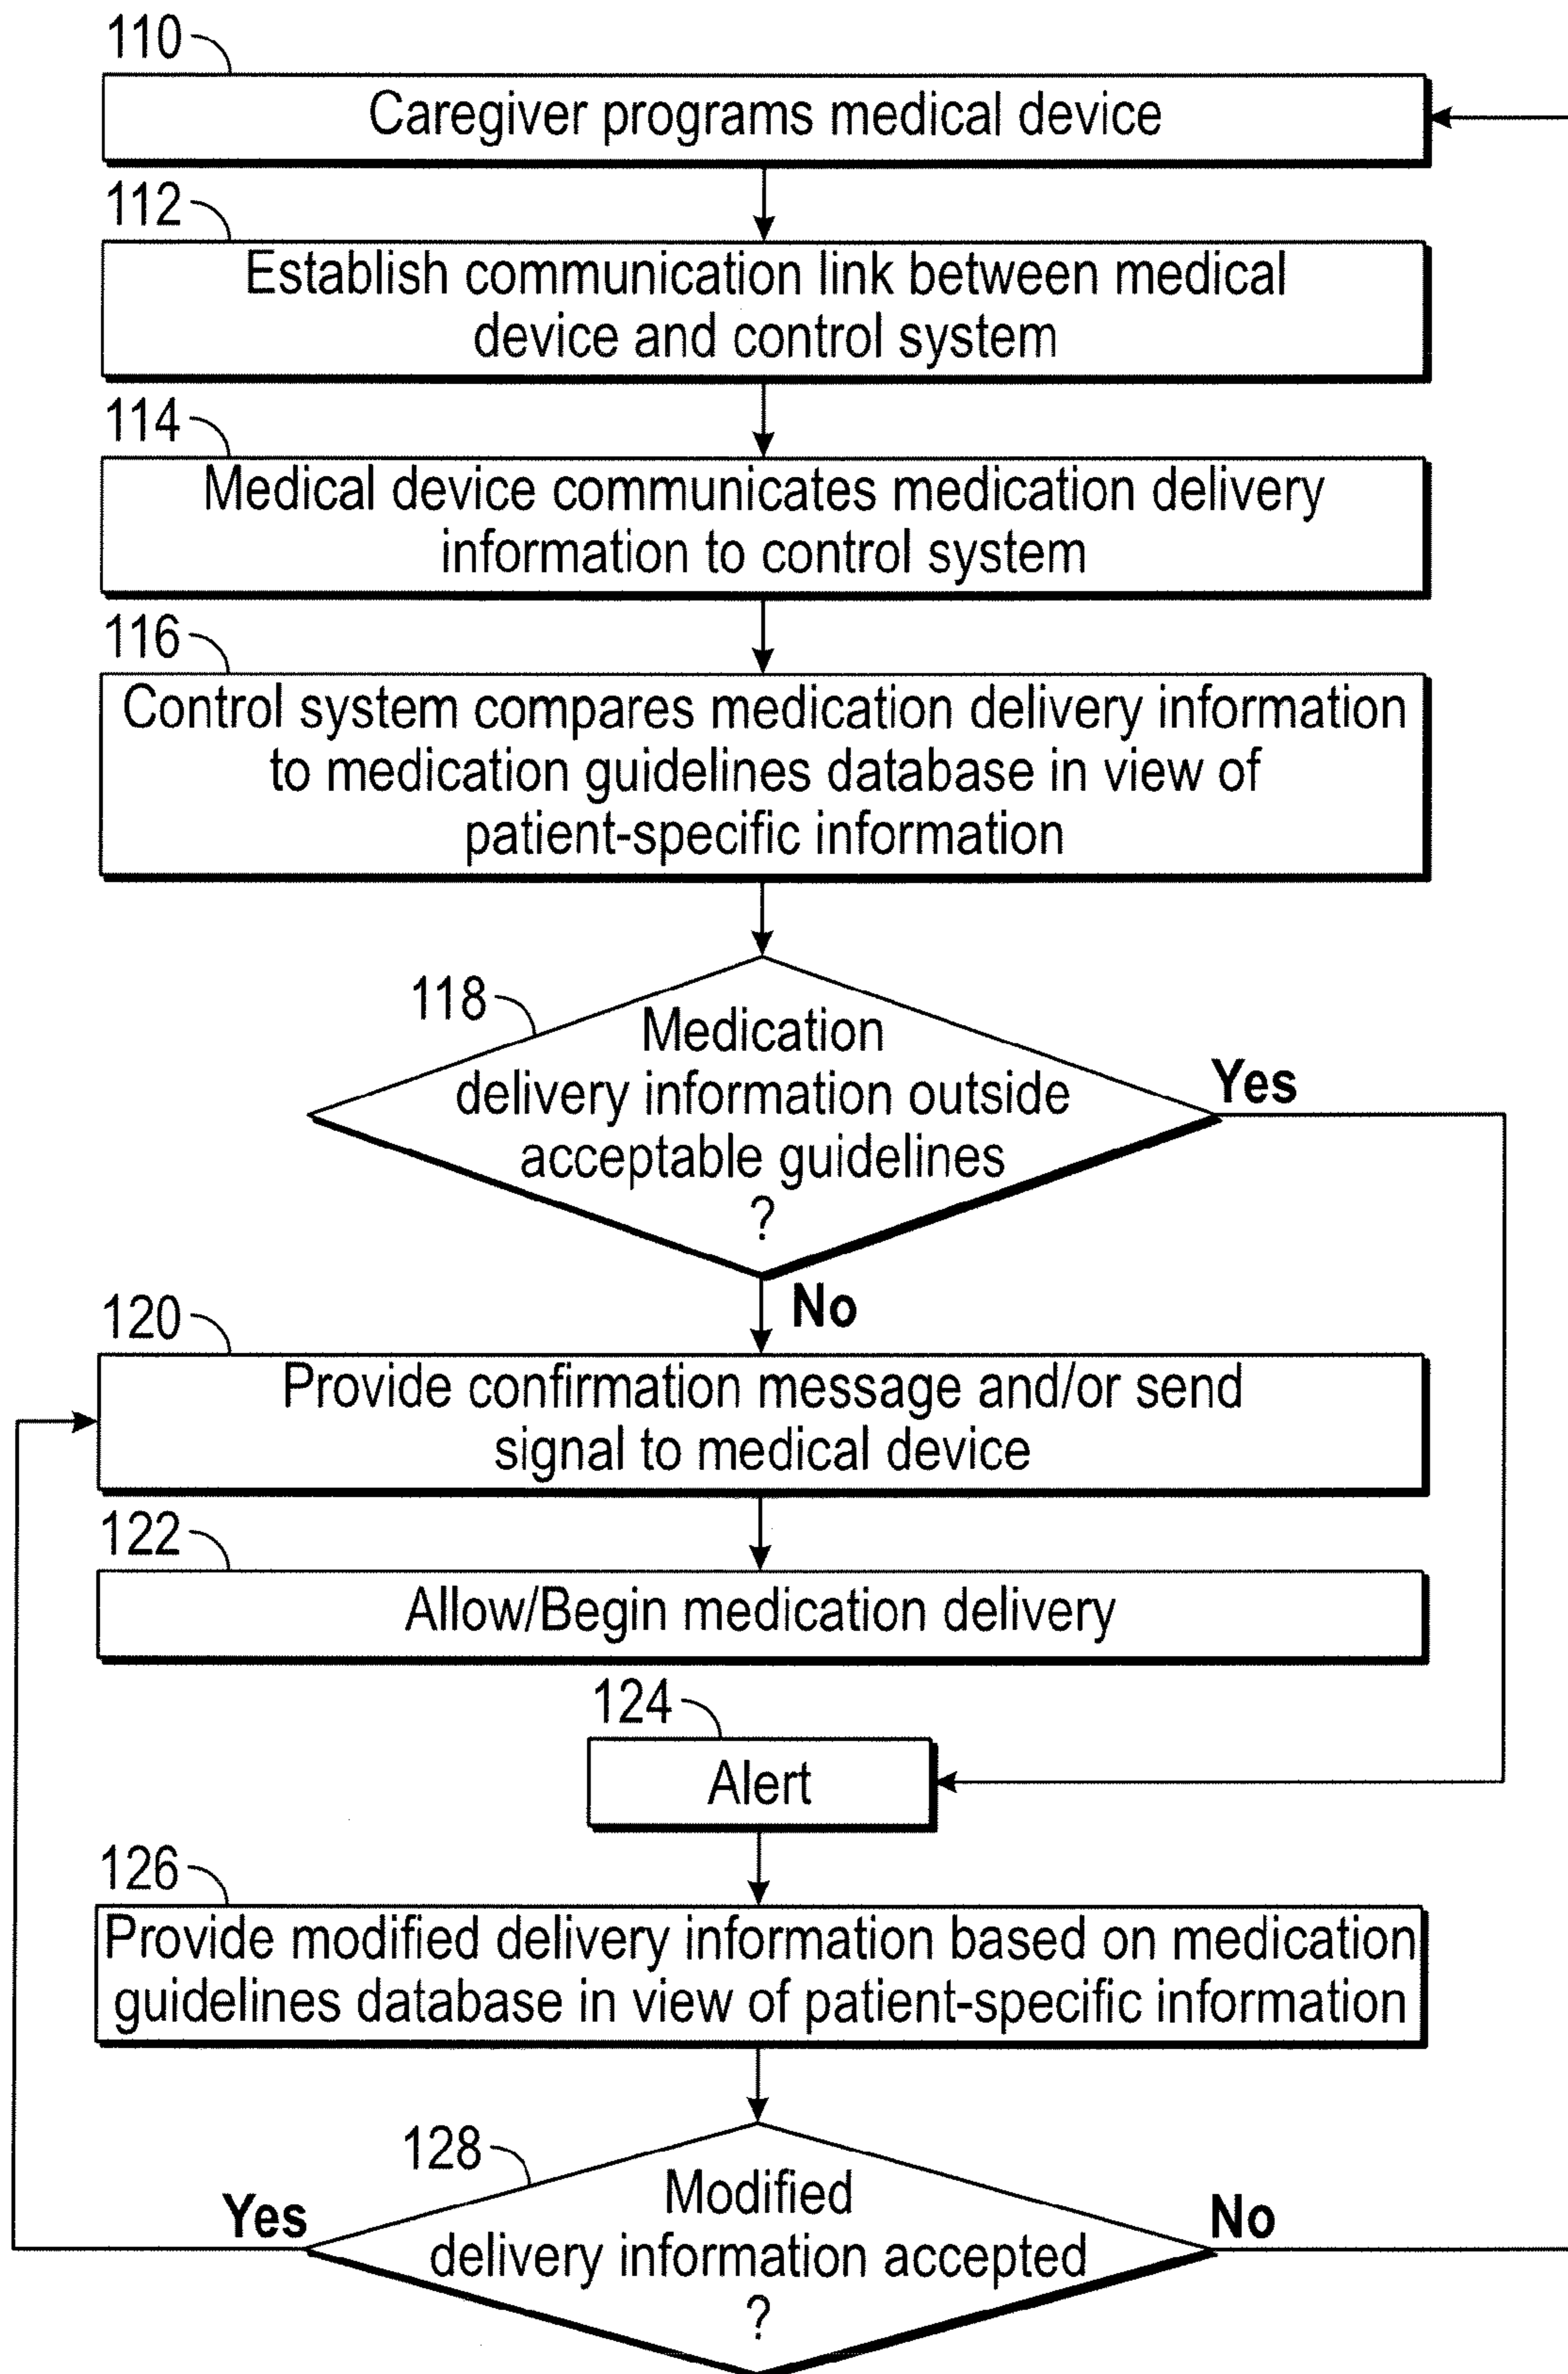 110
Caregiver programs medical device
112
Establish communication link between medical
device and control system
114
Medical device communicates medication delivery
information to control system
116
Control system compares medication delivery information
to medication guidelines database in view of
patient-specific information
118
Medication
delivery information outside
acceptable guidelines
?
Yes
No
120
Provide confirmation message and/or send
signal to medical device
122
Allow/Begin medication delivery
124
Alert
126
Provide modified delivery information based on medication
guidelines database in view of patient-specific information
128
Modified
delivery information accepted
?
Yes
No